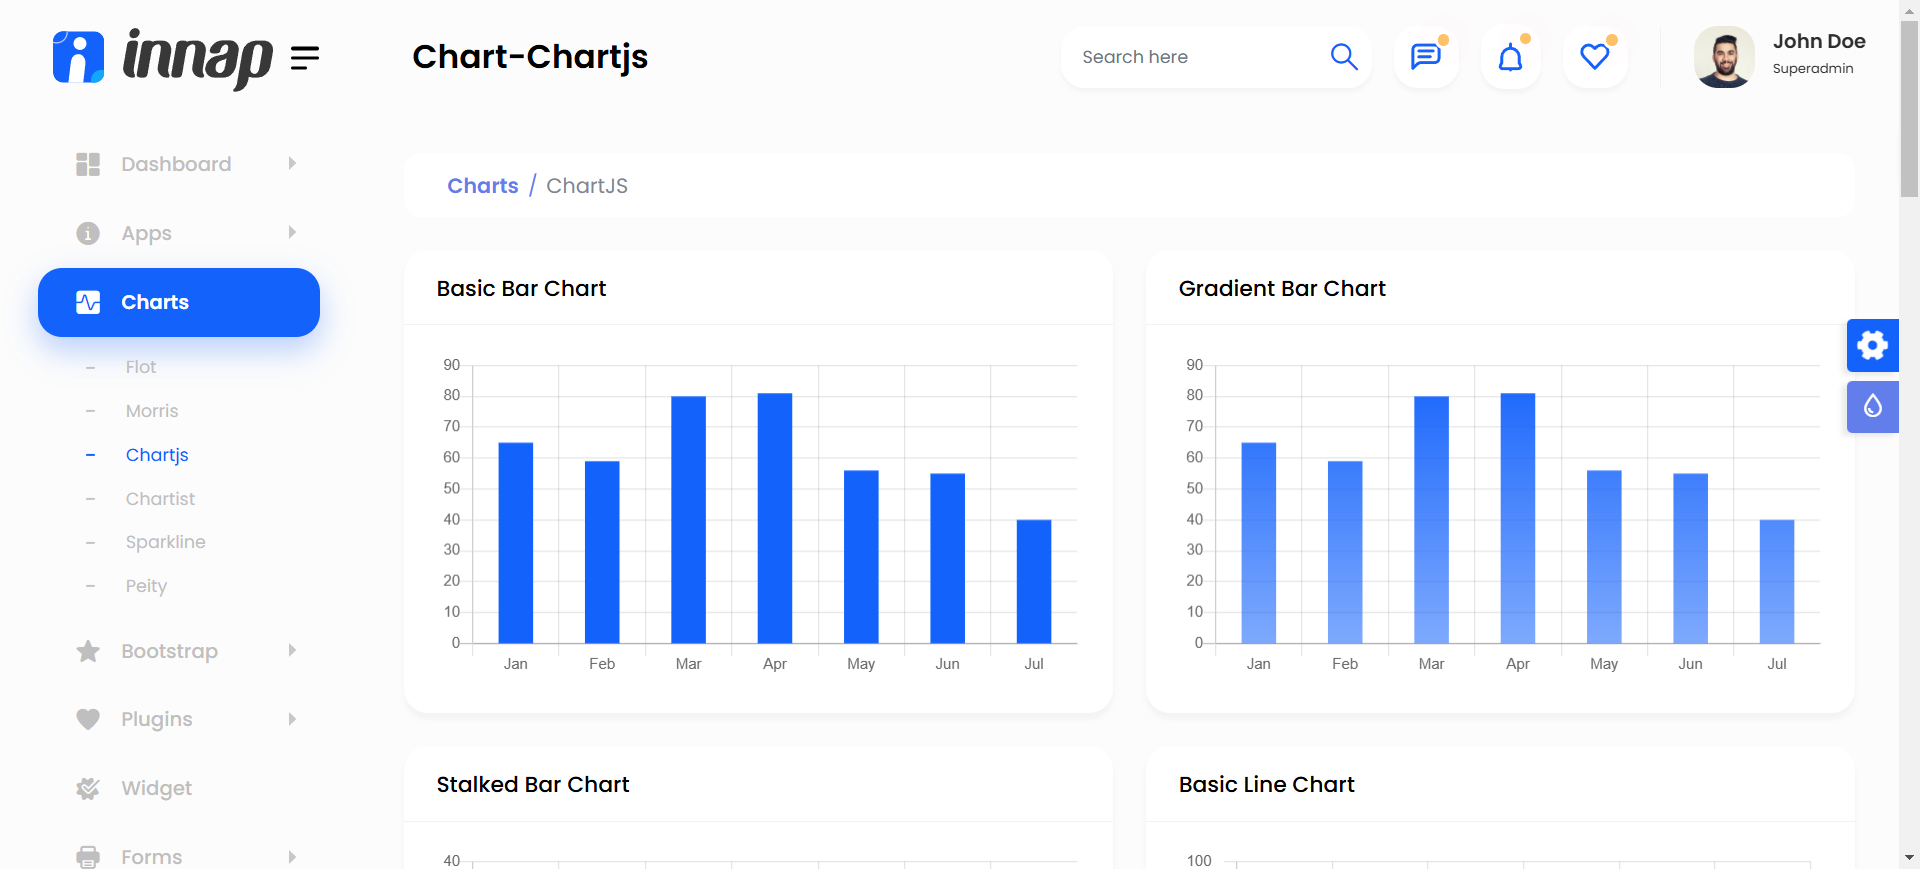 innap
Chart-Chartjs
Search here
John Doe
Superadmin
Dashboard
Apps
Charts
Flot
Morris
Chartjs
Chartist
Sparkline
Peity
Bootstrap
Plugins
Widget
Forms
Charts / ChartJS
Basic Bar Chart
90
80
70
60
50
40
30
20
10
0
Jan Feb Mar Apr May Jun Jul
Gradient Bar Chart
90
80
70
60
50
40
30
20
10
0
Jan Feb Mar Apr May Jun Jul
Stalked Bar Chart
40
Basic Line Chart
100